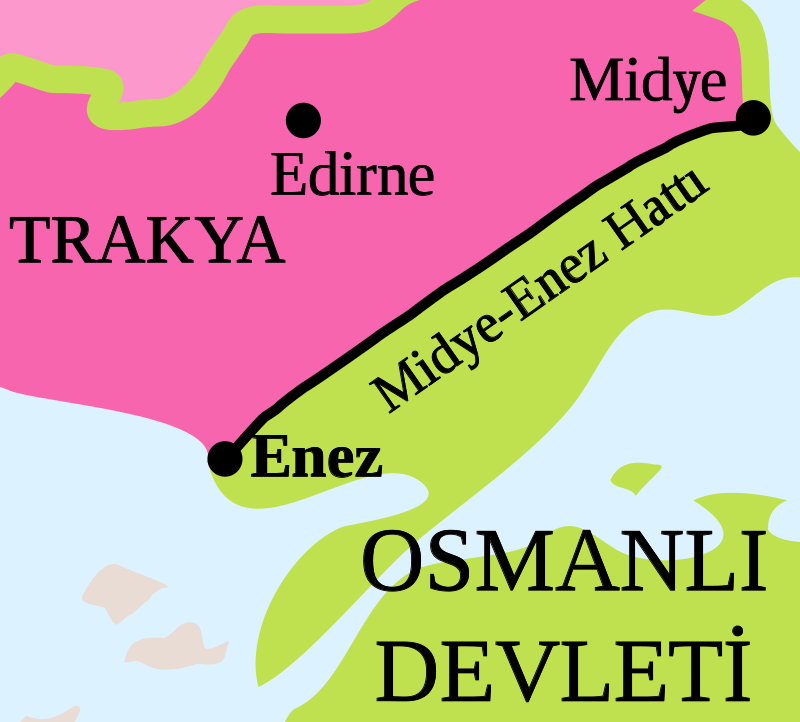 Midye
Edirne
TRAKYA
Midye-Enez Hattı
Enez
OSMANLI
DEVLETİ